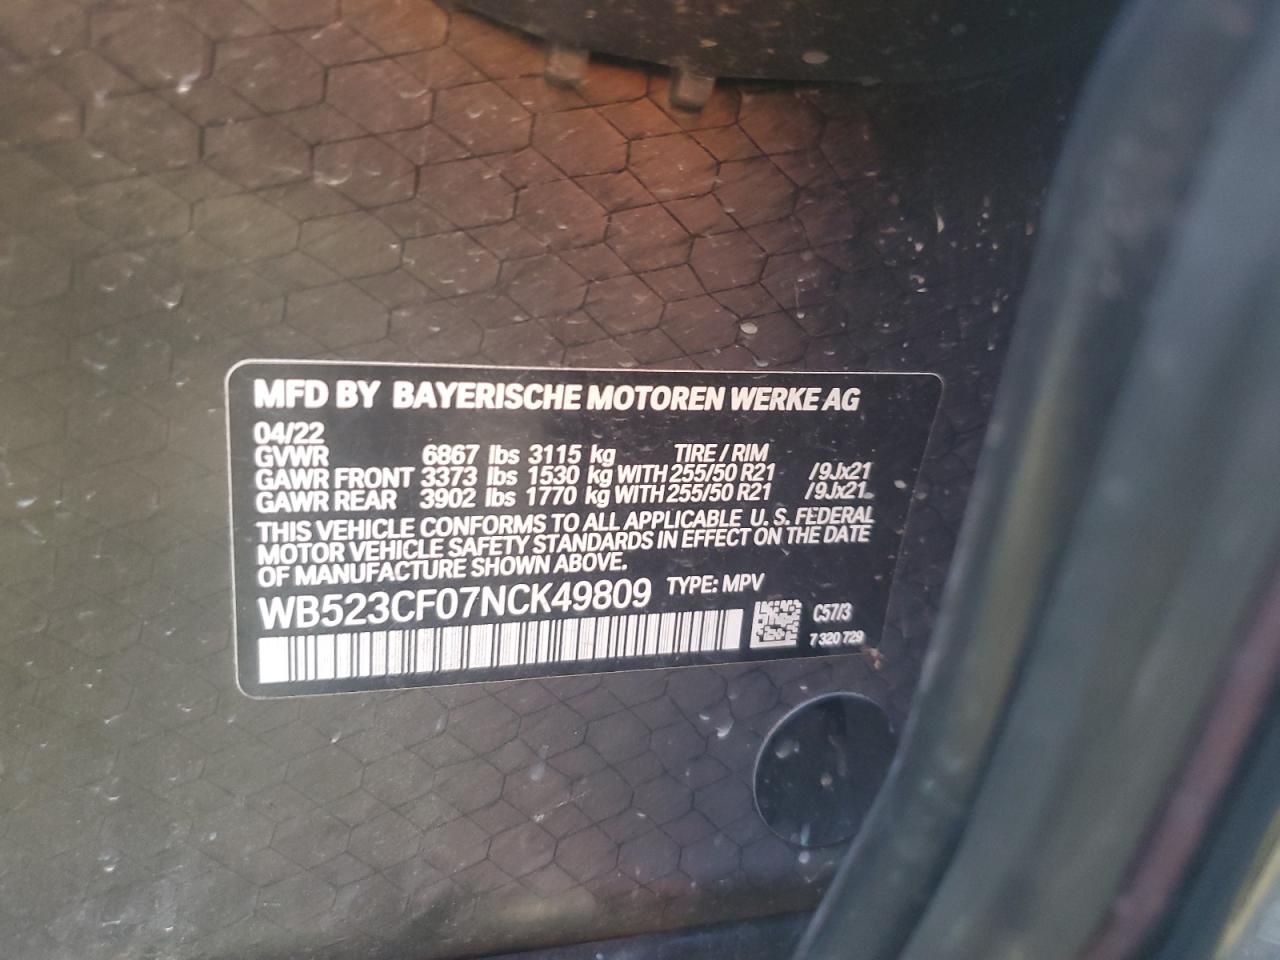 MFD BY BAYERISCHE MOTOREN WERKE AG
04/22
GVWR 6867 lbs 3115 kg TIRE / RIM
GAWR FRONT 3373 lbs 1530 kg WITH 255/50 R21 /9Jx21
GAWR REAR 3902 lbs 1770 kg WITH 255/50 R21 /9Jx21
THIS VEHICLE CONFORMS TO ALL APPLICABLE U. S. FEDERAL
MOTOR VEHICLE SAFETY STANDARDS IN EFFECT ON THE DATE
OF MANUFACTURE SHOWN ABOVE.
WB523CF07NCK49809 TYPE: MPV
C57/3
7 320 729